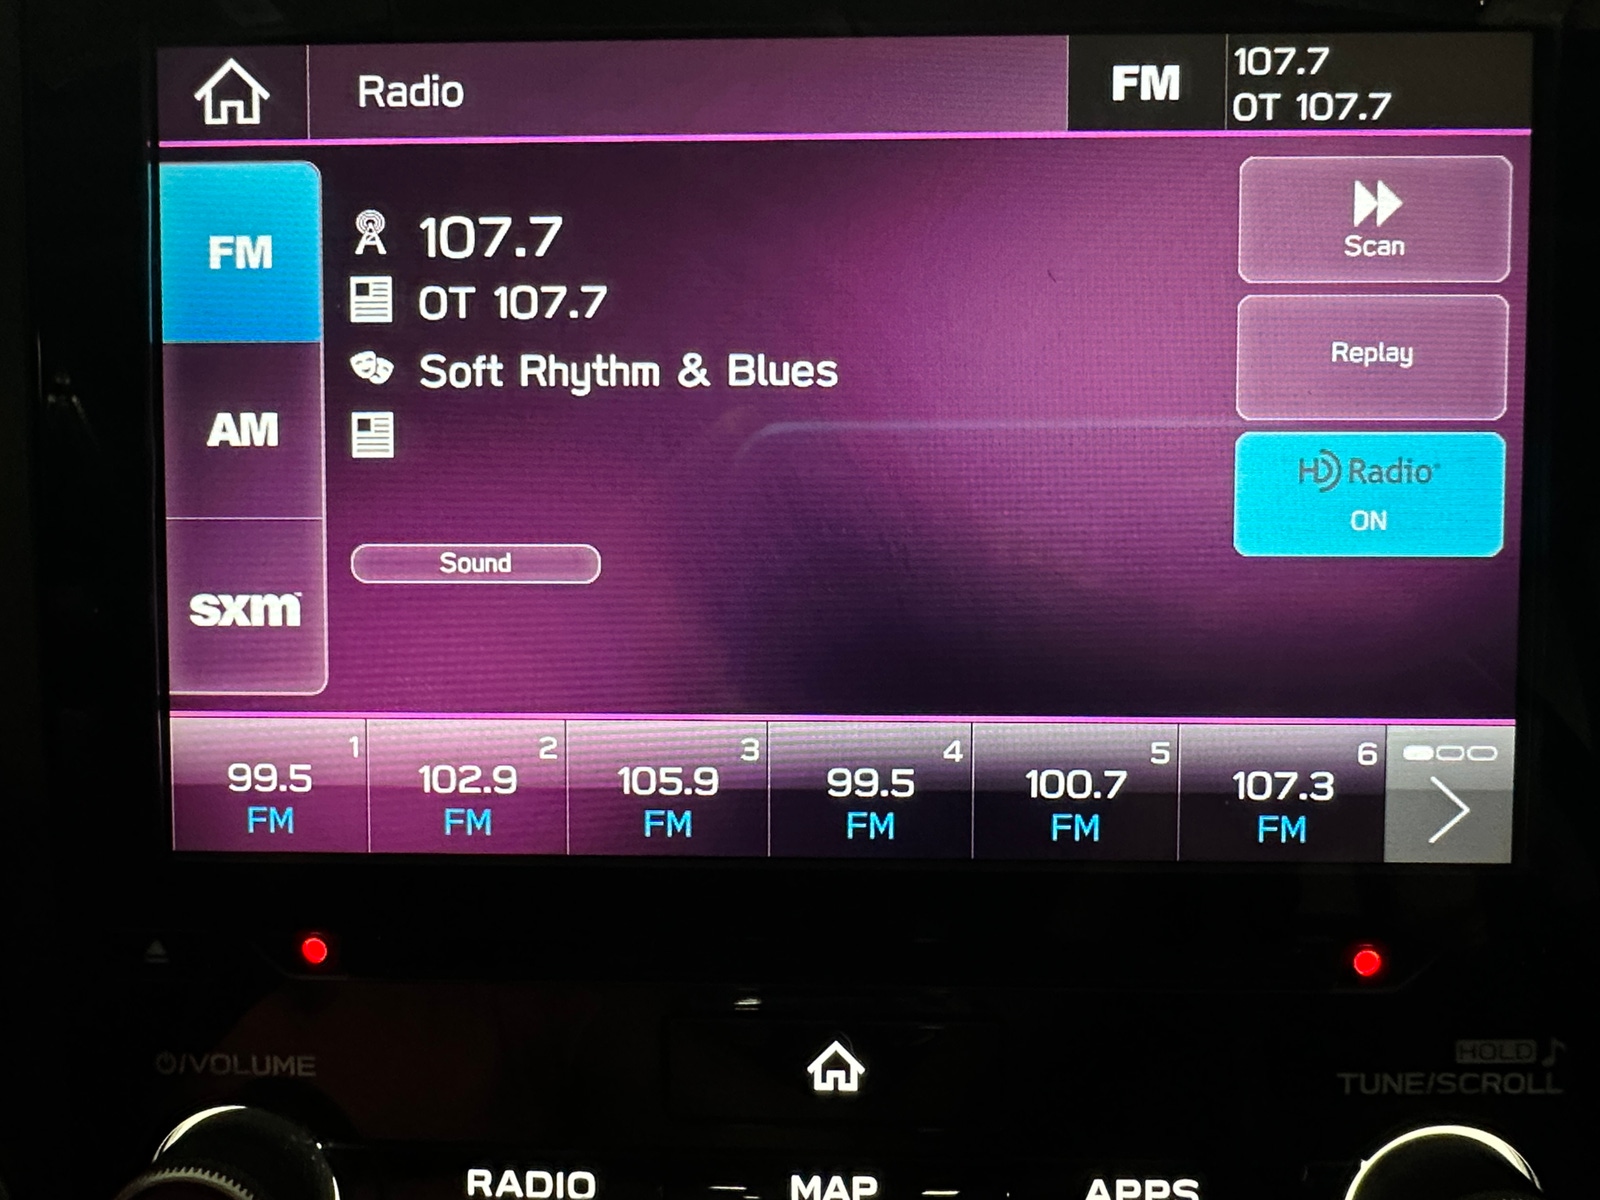 Radio
FM
107.7
OT 107.7
FM
AM
sxm
107.7
OT 107.7
Soft Rhythm & Blues
Sound
Scan
Replay
HD Radio
ON
1
99.5
FM
2
102.9
FM
3
105.9
FM
4
99.5
FM
5
100.7
FM
6
107.3
FM
/VOLUME
HOLD
TUNE/SCROLL
RADIO
MAP
APPS